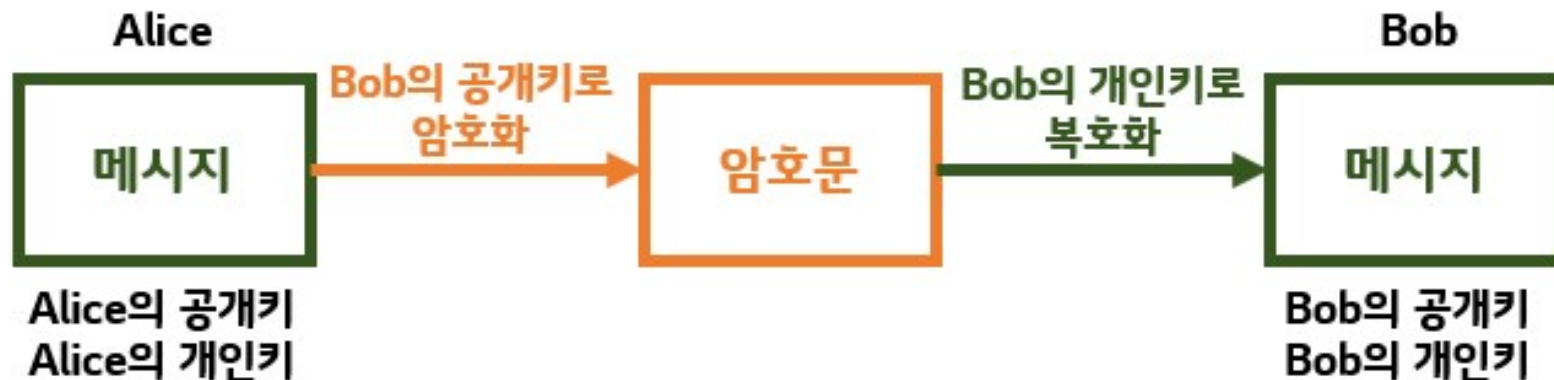 Alice
Bob
Bob의 공개키로
암호화
Bob의 개인키로
복호화
메시지
암호문
메시지
Alice의 공개키
Alice의 개인키
Bob의 공개키
Bob의 개인키